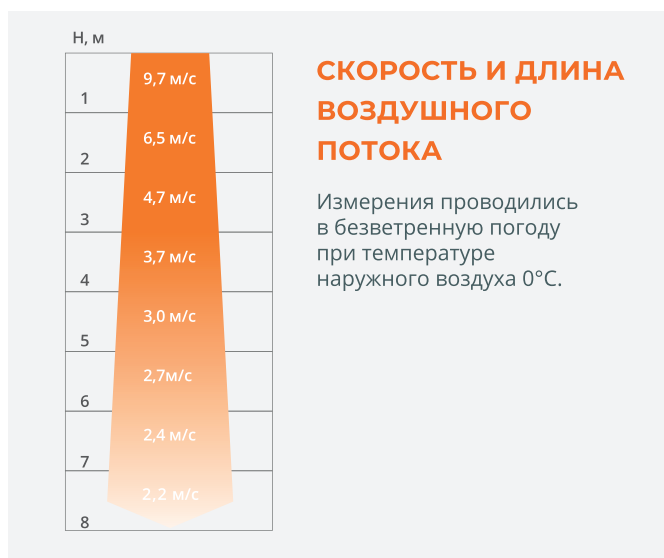 Н, м
9,7 м/с
1
6,5 м/с
2
4,7 м/с
3
3,7 м/с
4
3,0 м/с
5
2,7м/с
6
2,4 м/с
7
2,2 м/с
8
СКОРОСТЬ И ДЛИНА
ВОЗДУШНОГО
ПОТОКА
Измерения проводились
в безветренную погоду
при температуре
наружного воздуха 0°С.